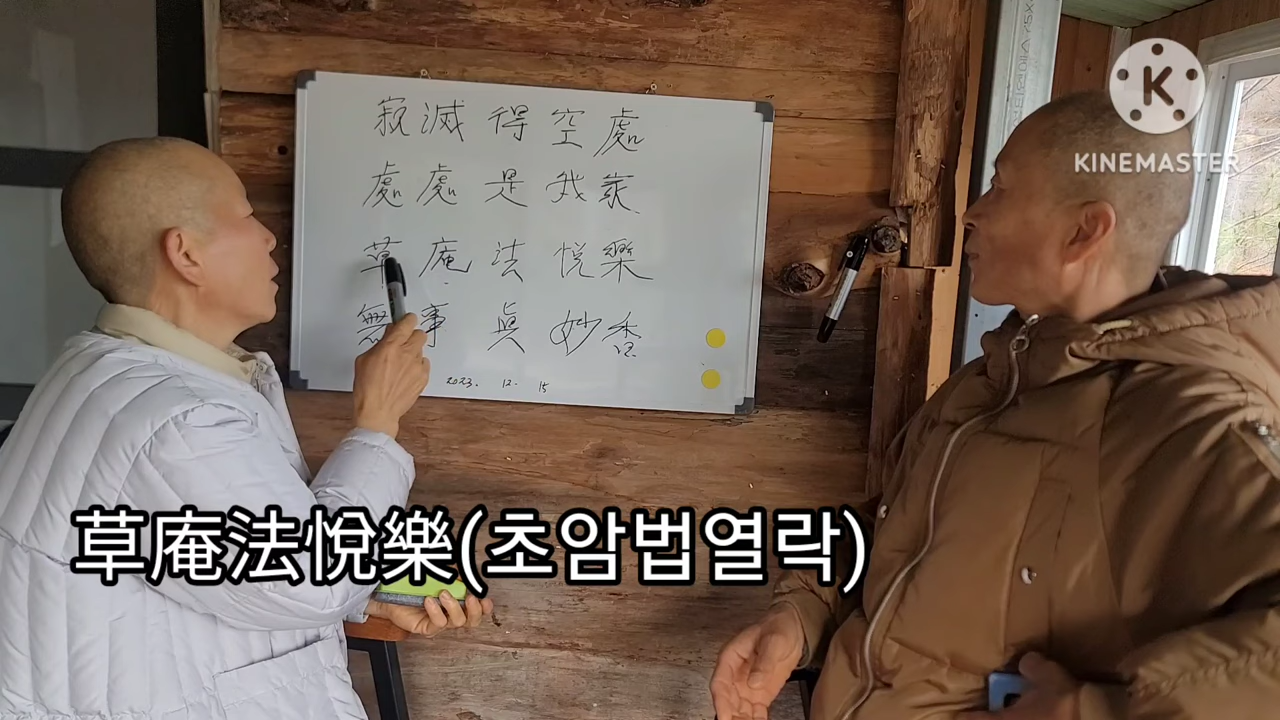 K
KINEMASTER
寂滅得空處
處處是我家
草庵法悅樂
無事眞妙香
2023. 12. 15
草庵法悅樂(초암법열락)